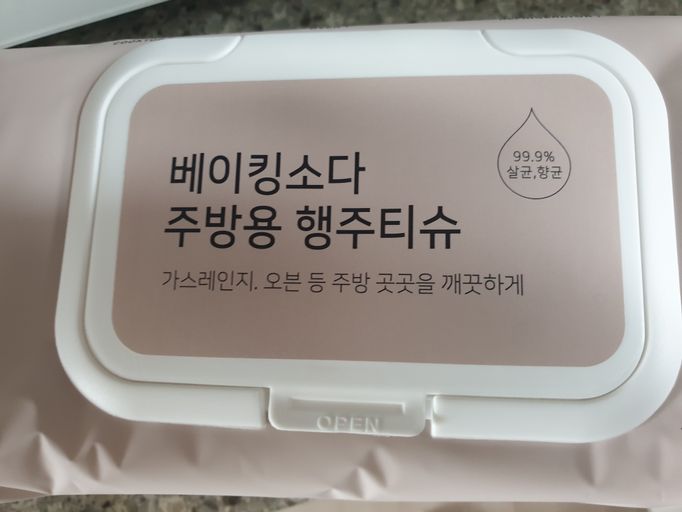 99.9%
살균,향균
베이킹소다
주방용 행주티슈
가스레인지. 오븐 등 주방 곳곳을 깨끗하게
OPEN